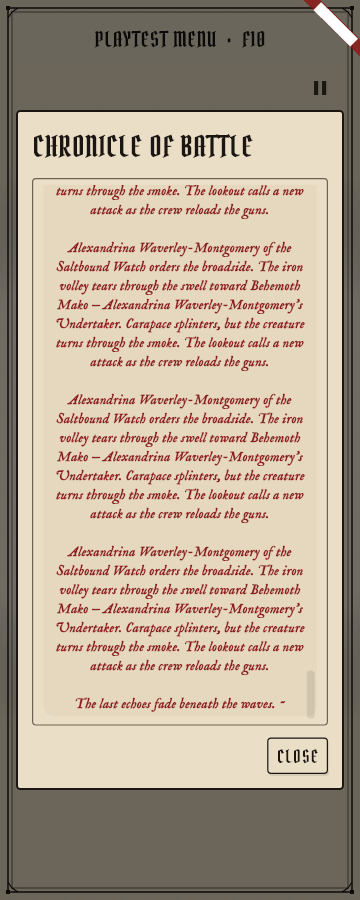 PLAYTEST MENU · F10
CHRONICLE OF BATTLE
turns through the smoke. The lookout calls a new
attack as the crew reloads the guns.
Alexandrina Waverley-Montgomery of the
Saltbound Watch orders the broadside. The iron
volley tears through the swell toward Behemoth
Mako — Alexandrina Waverley-Montgomery's
Undertaker. Carapace splinters, but the creature
turns through the smoke. The lookout calls a new
attack as the crew reloads the guns.
Alexandrina Waverley-Montgomery of the
Saltbound Watch orders the broadside. The iron
volley tears through the swell toward Behemoth
Mako — Alexandrina Waverley-Montgomery's
Undertaker. Carapace splinters, but the creature
turns through the smoke. The lookout calls a new
attack as the crew reloads the guns.
Alexandrina Waverley-Montgomery of the
Saltbound Watch orders the broadside. The iron
volley tears through the swell toward Behemoth
Mako — Alexandrina Waverley-Montgomery's
Undertaker. Carapace splinters, but the creature
turns through the smoke. The lookout calls a new
attack as the crew reloads the guns.
The last echoes fade beneath the waves. ~
CLOSE